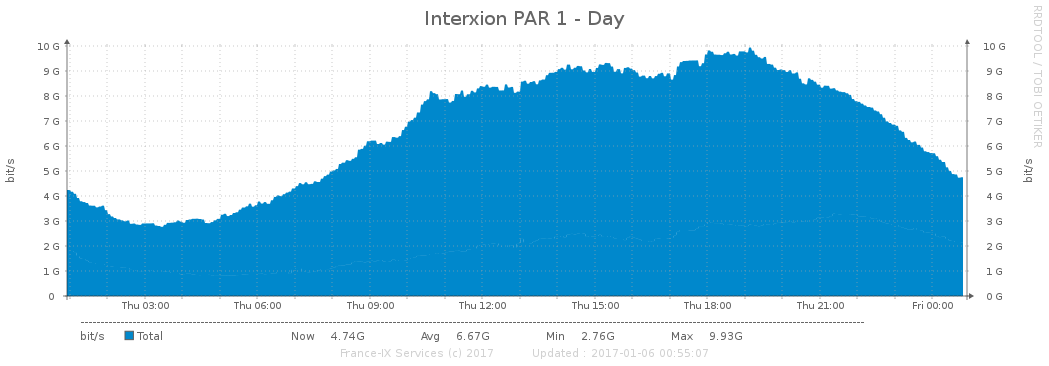 Interxion PAR 1 - Day
RRDTOOL / TOBI OETIKER
bit/s
bit/s
10 G 10 G
9 G 9 G
8 G 8 G
7 G 7 G
6 G 6 G
5 G 5 G
4 G 4 G
3 G 3 G
2 G 2 G
1 G 1 G
0 0 G
Thu 03:00 Thu 06:00 Thu 09:00 Thu 12:00 Thu 15:00 Thu 18:00 Thu 21:00 Fri 00:00
bit/s Total Now 4.74G Avg 6.67G Min 2.76G Max 9.93G
France-IX Services (c) 2017 Updated : 2017-01-06 00:55:07